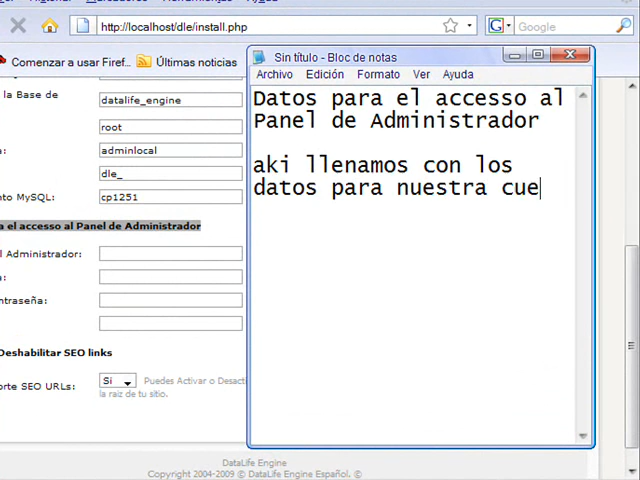 http://localhost/dle/install.php
Google
Comenzar a usar Firef...
Últimas noticias
Sin título - Bloc de notas
Archivo Edición Formato Ver Ayuda
Datos para el accesso al
Panel de Administrador
aki llenamos con los
datos para nuestra cue
la Base de
datalife_engine
root
a:
adminlocal
dle_
nto MySQL:
cp1251
a el accesso al Panel de Administrador
l Administrador:
a:
ntraseña:
Deshabilitar SEO links
orte SEO URLs:
Si
Puedes Activar o Desacti
la raiz de tu sitio.
DataLife Engine
Copyright 2004-2009 © DataLife Engine Español. ©